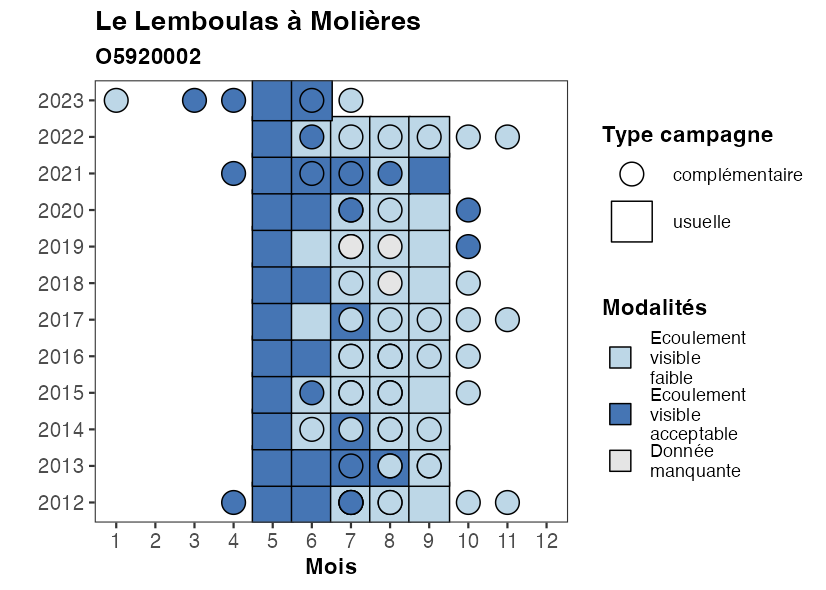 Le Lemboulas à Molières
O5920002
2023
2022
2021
2020
2019
2018
2017
2016
2015
2014
2013
2012
1 2 3 4 5 6 7 8 9 10 11 12
Mois
Type campagne
complémentaire
usuelle
Modalités
Ecoulement
visible
faible
Ecoulement
visible
acceptable
Donnée
manquante